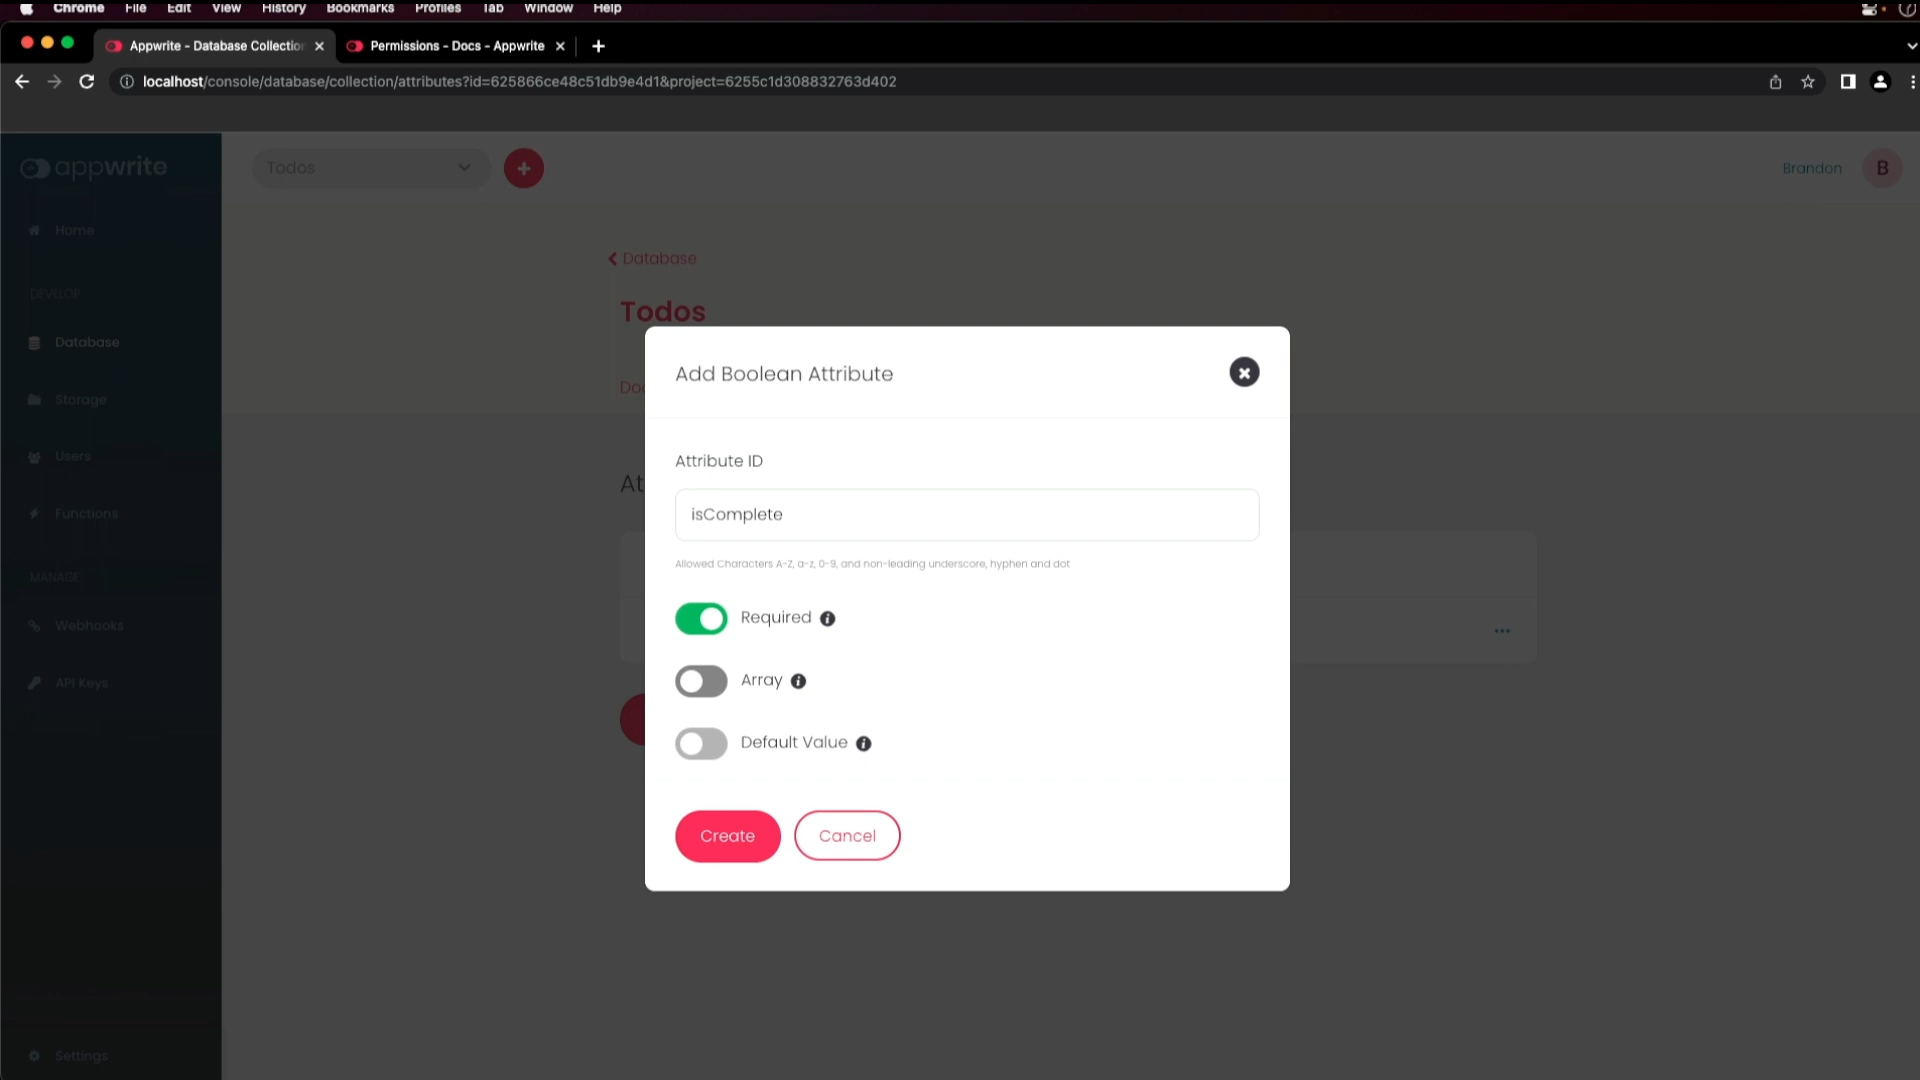 Chrome File Edit View History Bookmarks Profiles Tab Window Help
Appwrite - Database Collection
Permissions - Docs - Appwrite
localhost/console/database/collection/attributes?id=625866ce48c51db9e4d1&project=6255c1d308832763d402
appwrite
Todos
Brandon
B
Home
Database
Todos
DEVELOP
Database
Storage
Users
Functions
MANAGE
Webhooks
API Keys
Settings
Add Boolean Attribute
Attribute ID
isComplete
Allowed Characters A-Z, a-z, 0-9, and non-leading underscore, hyphen and dot
Required
Array
Default Value
Create
Cancel